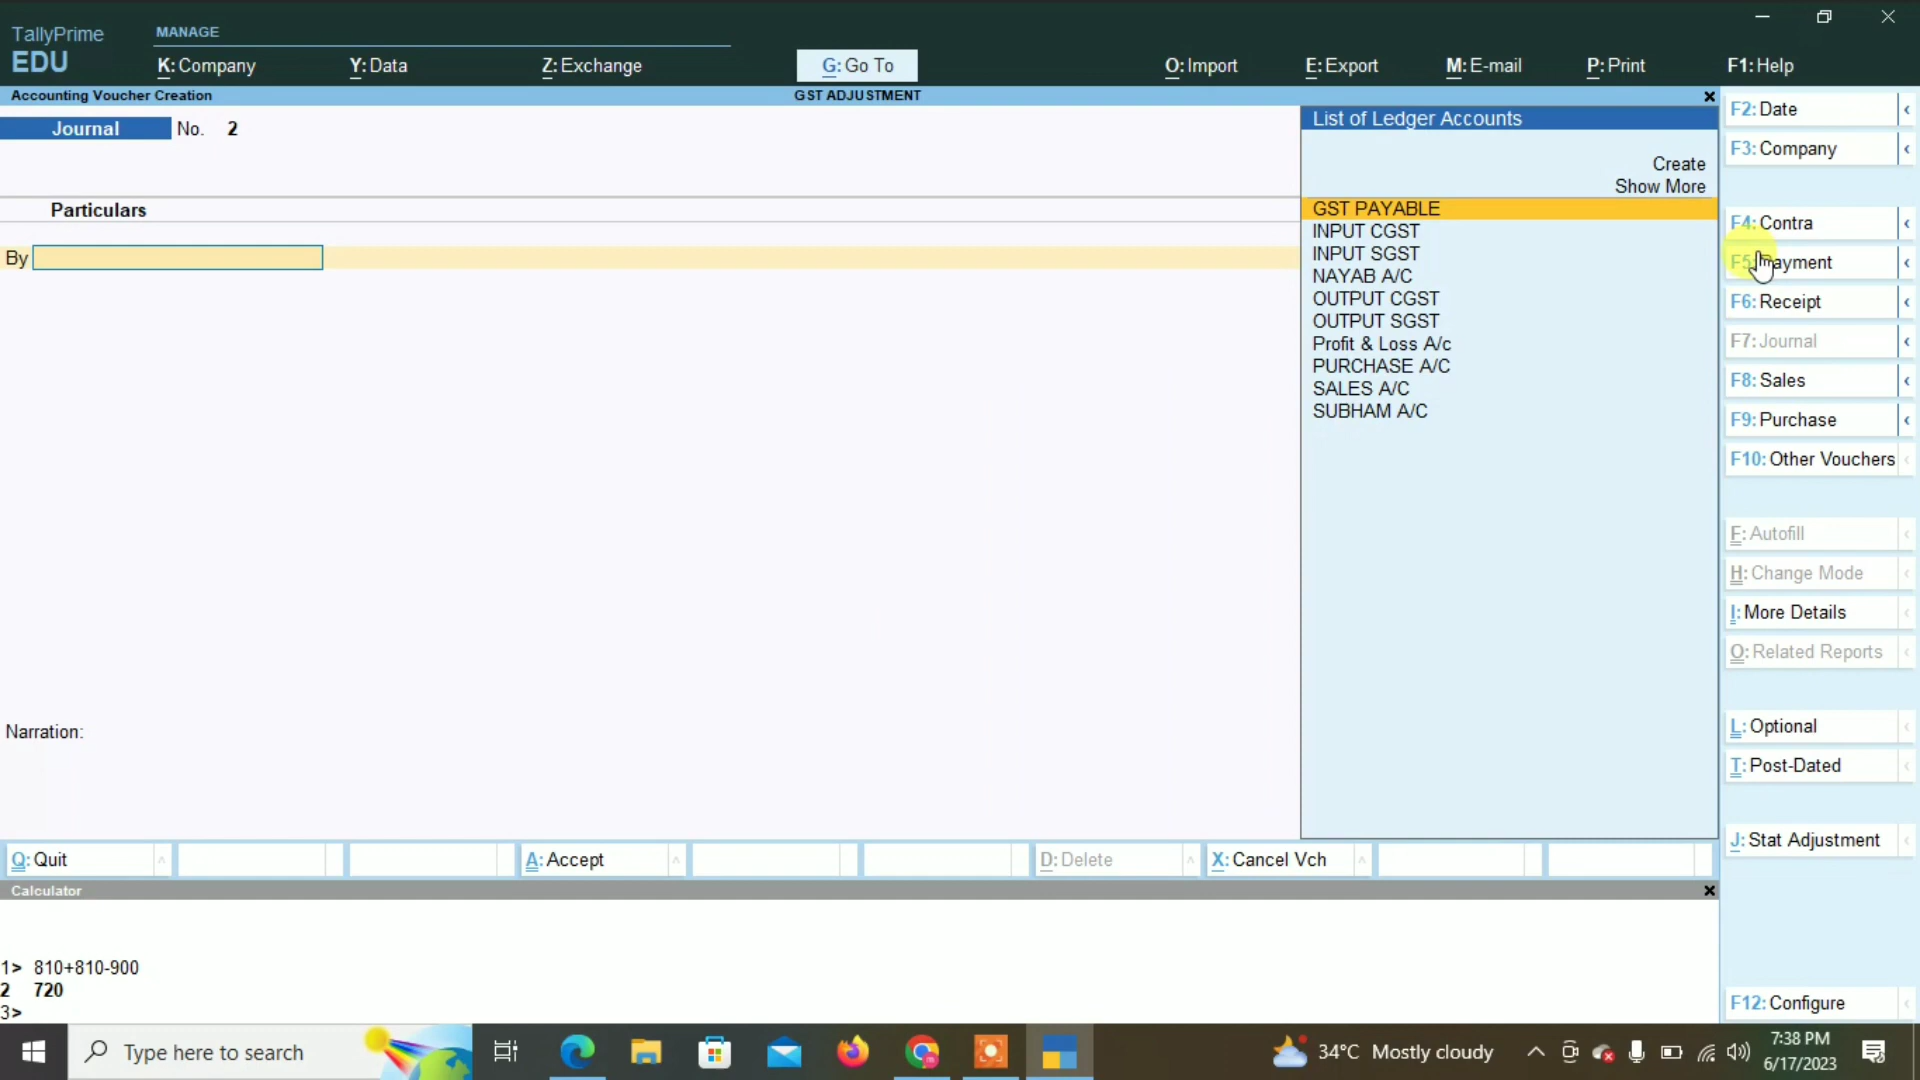 TallyPrime
EDU
MANAGE
K: Company
Y: Data
Z: Exchange
G: Go To
O: Import
E: Export
M: E-mail
P: Print
F1: Help
Accounting Voucher Creation
GST ADJUSTMENT
Journal No. 2
Particulars
By
List of Ledger Accounts
Create
Show More
GST PAYABLE
INPUT CGST
INPUT SGST
NAYAB A/C
OUTPUT CGST
OUTPUT SGST
Profit & Loss A/c
PURCHASE A/C
SALES A/C
SUBHAM A/C
F2: Date
F3: Company
F4: Contra
F5: Payment
F6: Receipt
F7: Journal
F8: Sales
F9: Purchase
F10: Other Vouchers
F: Autofill
H: Change Mode
I: More Details
O: Related Reports
L: Optional
T: Post-Dated
J: Stat Adjustment
F12: Configure
Narration:
Q: Quit
A: Accept
D: Delete
X: Cancel Vch
Calculator
1> 810+810-900
2 720
3>
Type here to search
34°C Mostly cloudy
7:38 PM
6/17/2023